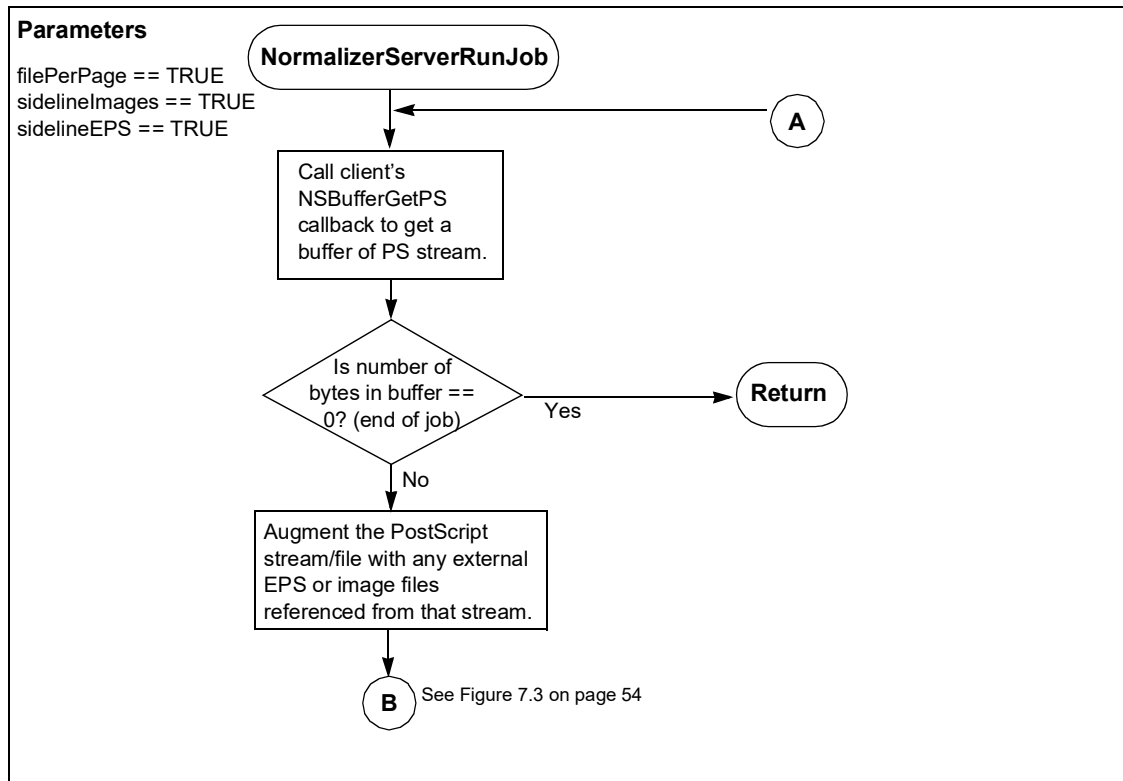 Parameters
filePerPage == TRUE
sidelineImages == TRUE
sidelineEPS == TRUE
NormalizerServerRunJob
A
Call client’s
NSBufferGetPS
callback to get a
buffer of PS stream.
Is number of
bytes in buffer ==
0? (end of job)
Yes
Return
No
Augment the PostScript
stream/file with any external
EPS or image files
referenced from that stream.
B
See Figure 7.3 on page 54